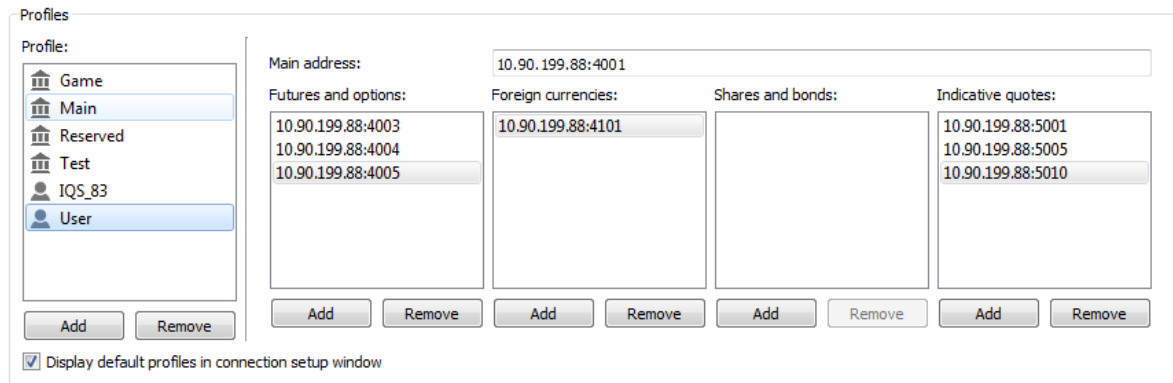 Profiles
Profile:
Game
Main
Reserved
Test
IQS_83
User
Add Remove
Main address: 10.90.199.88:4001
Futures and options:
10.90.199.88:4003
10.90.199.88:4004
10.90.199.88:4005
Add Remove
Foreign currencies:
10.90.199.88:4101
Add Remove
Shares and bonds:
Add Remove
Indicative quotes:
10.90.199.88:5001
10.90.199.88:5005
10.90.199.88:5010
Add Remove
Display default profiles in connection setup window